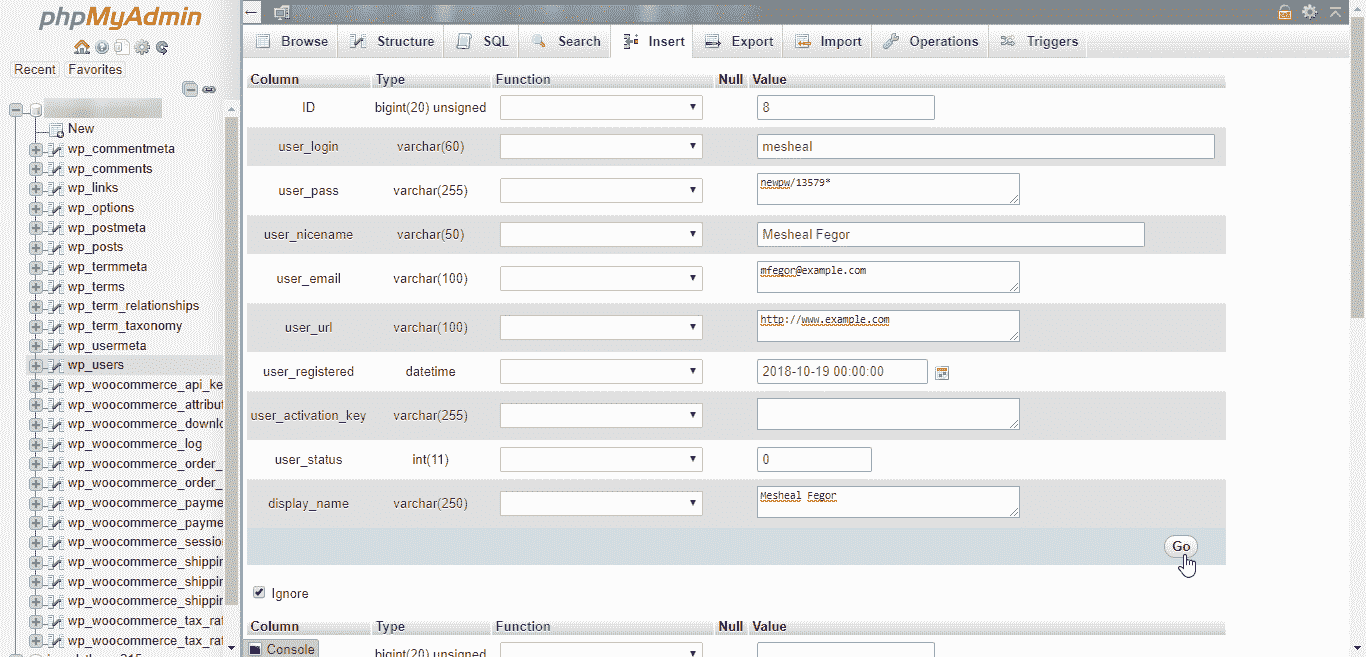 phpMyAdmin
Recent Favorites
New
wp_commentmeta
wp_comments
wp_links
wp_options
wp_postmeta
wp_posts
wp_termmeta
wp_terms
wp_term_relationships
wp_term_taxonomy
wp_usermeta
wp_users
wp_woocommerce_api_ke
wp_woocommerce_attribut
wp_woocommerce_downlo
wp_woocommerce_log
wp_woocommerce_order_
wp_woocommerce_order_
wp_woocommerce_payme
wp_woocommerce_payme
wp_woocommerce_session
wp_woocommerce_shippin
wp_woocommerce_shippin
wp_woocommerce_shippin
wp_woocommerce_tax_rat
wp_woocommerce_tax_rat
Browse Structure SQL Search Insert Export Import Operations Triggers
Column Type Function Null Value
ID bigint(20) unsigned 8
user_login varchar(60) mesheal
user_pass varchar(255) newpw/13579*
user_nicename varchar(50) Mesheal Fegor
user_email varchar(100) mfegor@example.com
user_url varchar(100) http://www.example.com
user_registered datetime 2018-10-19 00:00:00
user_activation_key varchar(255)
user_status int(11) 0
display_name varchar(250) Mesheal Fegor
Go
Ignore
Column Type Function Null Value
bigint(20) unsigned
Console